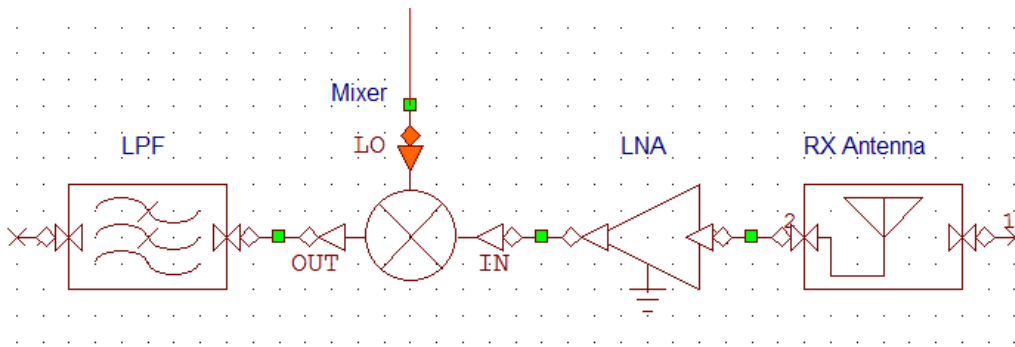 Mixer
LPF
LO
LNA
RX Antenna
OUT
IN
2
1